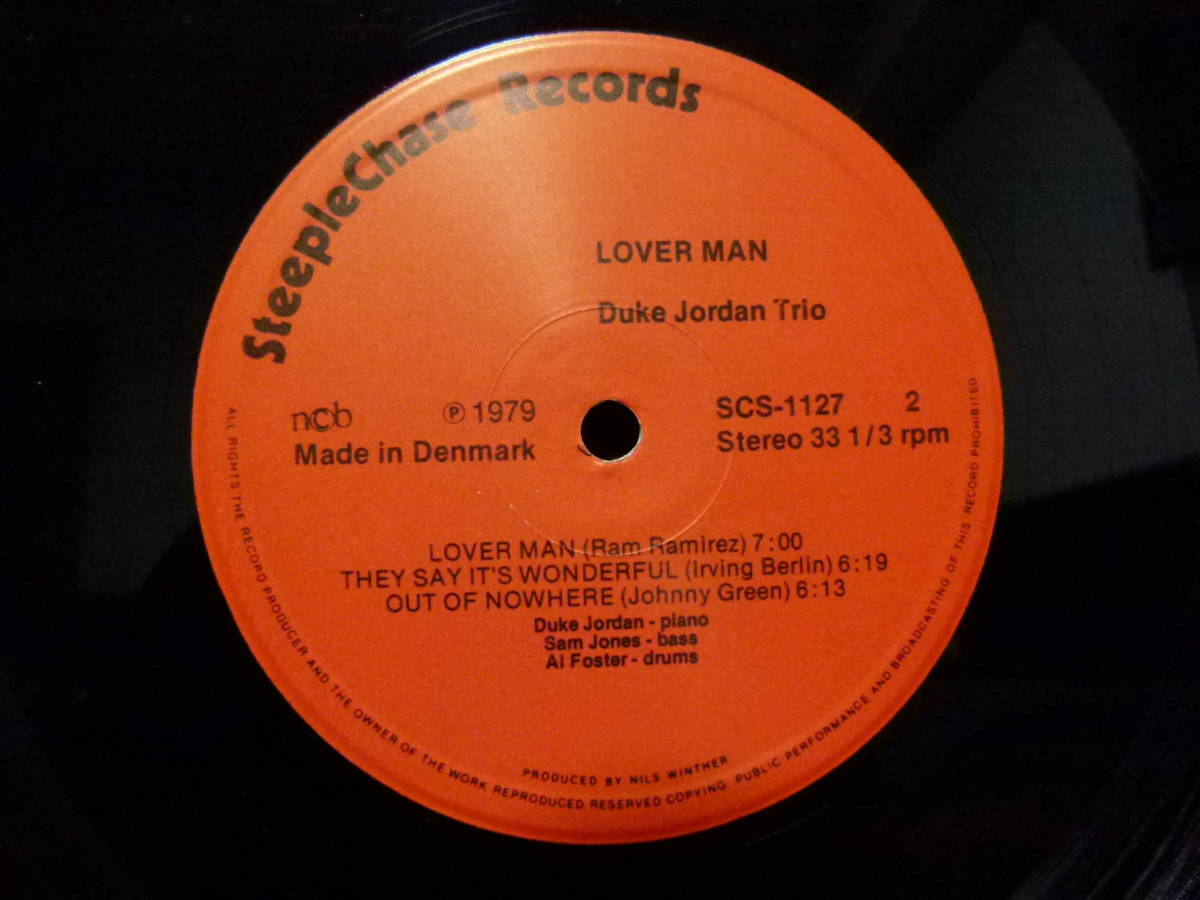 SteepleChase Records
LOVER MAN
Duke Jordan Trio
ncb
℗ 1979
SCS-1127 2
Made in Denmark
Stereo 33 1/3 rpm
LOVER MAN (Ram Ramirez) 7:00
THEY SAY IT'S WONDERFUL (Irving Berlin) 6:19
OUT OF NOWHERE (Johnny Green) 6:13
Duke Jordan - piano
Sam Jones - bass
Al Foster - drums
PRODUCED BY NILS WINTHER
ALL RIGHTS THE RECORD PRODUCER AND THE OWNER OF THE WORK REPRODUCED RESERVED COPYING PUBLIC PERFORMANCE AND BROADCASTING OF THIS RECORD PROHIBITED